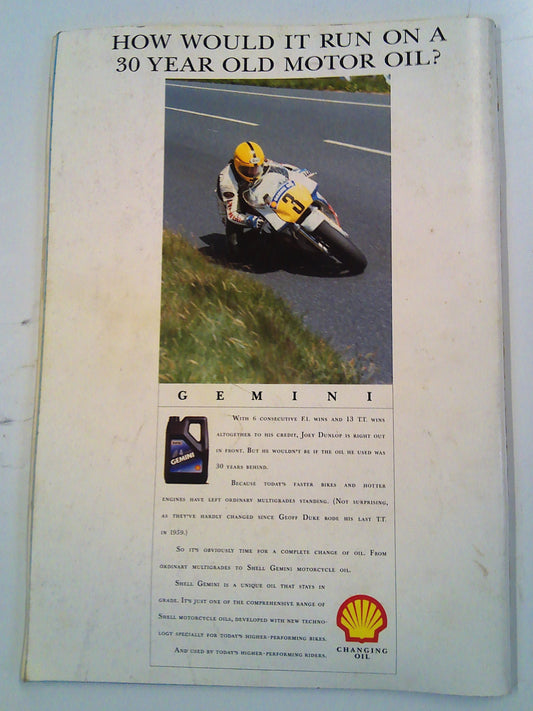 HOW WOULD IT RUN ON A
30 YEAR OLD MOTOR OIL?
3
GEMINI
GEMINI
WITH 6 CONSECUTIVE F.I. WINS AND 13 T.T. WINS
ALTOGETHER TO HIS CREDIT, JOEY DUNLOP IS RIGHT OUT
IN FRONT. BUT HE WOULDN'T BE IF THE OIL HE USED WAS
30 YEARS BEHIND.
BECAUSE TODAY'S FASTER BIKES AND HOTTER
ENGINES HAVE LEFT ORDINARY MULTIGRADES STANDING. (NOT SURPRISING,
AS THEY'VE HARDLY CHANGED SINCE GEOFF DUKE RODE HIS LAST T.T.
IN 1959.)
SO IT'S OBVIOUSLY TIME FOR A COMPLETE CHANGE OF OIL. FROM
ORDINARY MULTIGRADES TO SHELL GEMINI MOTORCYCLE OIL.
SHELL GEMINI IS A UNIQUE OIL THAT STAYS IN
GRADE. IT'S JUST ONE OF THE COMPREHENSIVE RANGE OF
SHELL MOTORCYCLE OILS, DEVELOPED WITH NEW TECHNO-
LOGY SPECIALLY FOR TODAY'S HIGHER-PERFORMING BIKES.
AND USED BY TODAY'S HIGHER-PERFORMING RIDERS.
CHANGING
OIL